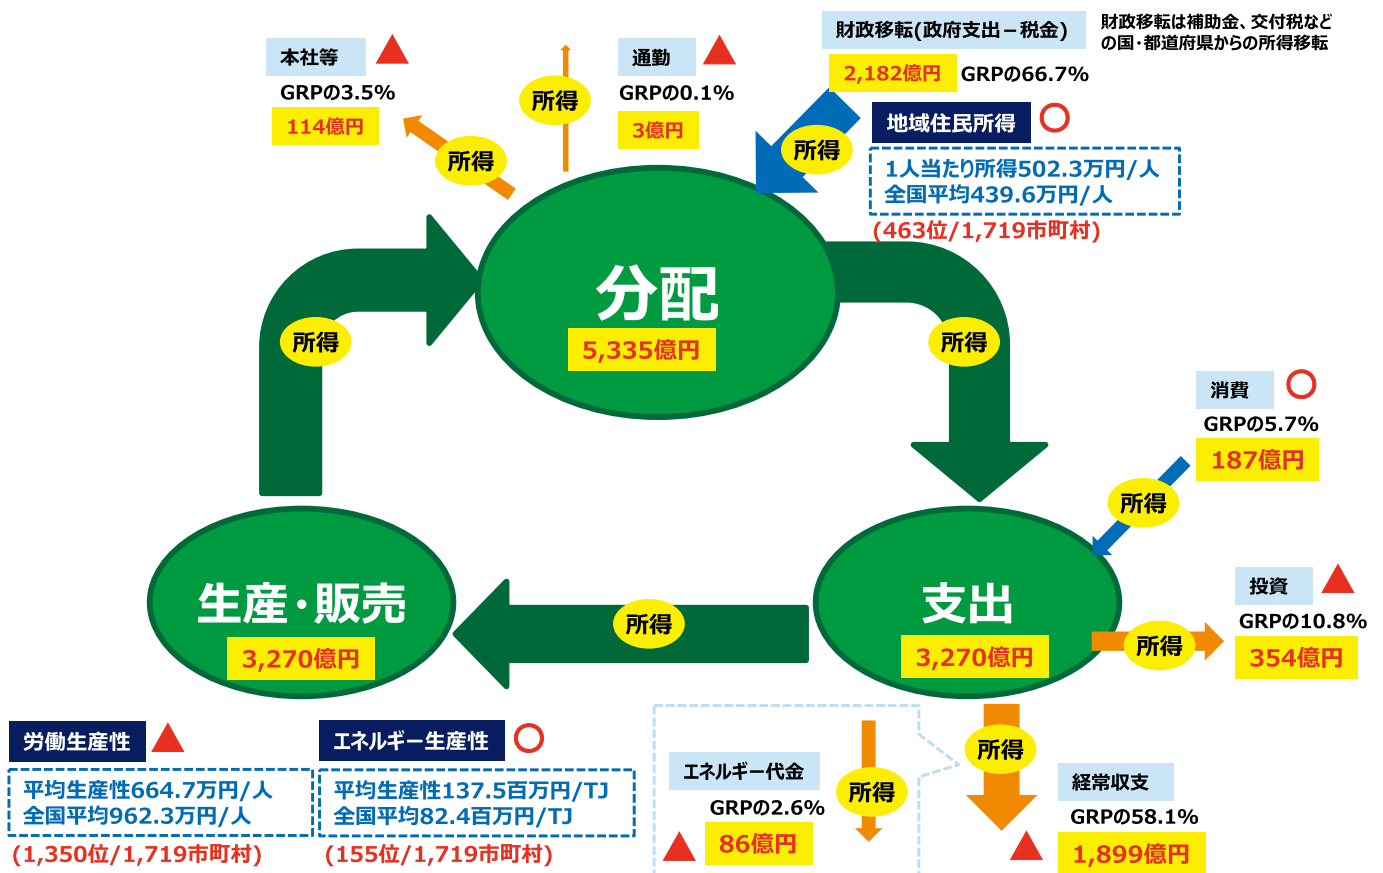 本社等
GRPの3.5%
114億円
所得
所得
通勤
GRPの0.1%
3億円
財政移転(政府支出－税金)
2,182億円
GRPの66.7%
財政移転は補助金、交付税など
の国・都道府県からの所得移転
所得
地域住民所得
1人当たり所得502.3万円/人
全国平均439.6万円/人
(463位/1,719市町村)
分配
5,335億円
所得
所得
消費
GRPの5.7%
187億円
所得
生産・販売
3,270億円
所得
支出
3,270億円
投資
GRPの10.8%
354億円
所得
労働生産性
平均生産性664.7万円/人
全国平均962.3万円/人
(1,350位/1,719市町村)
エネルギー生産性
平均生産性137.5百万円/TJ
全国平均82.4百万円/TJ
(155位/1,719市町村)
エネルギー代金
GRPの2.6%
86億円
所得
所得
経常収支
GRPの58.1%
1,899億円